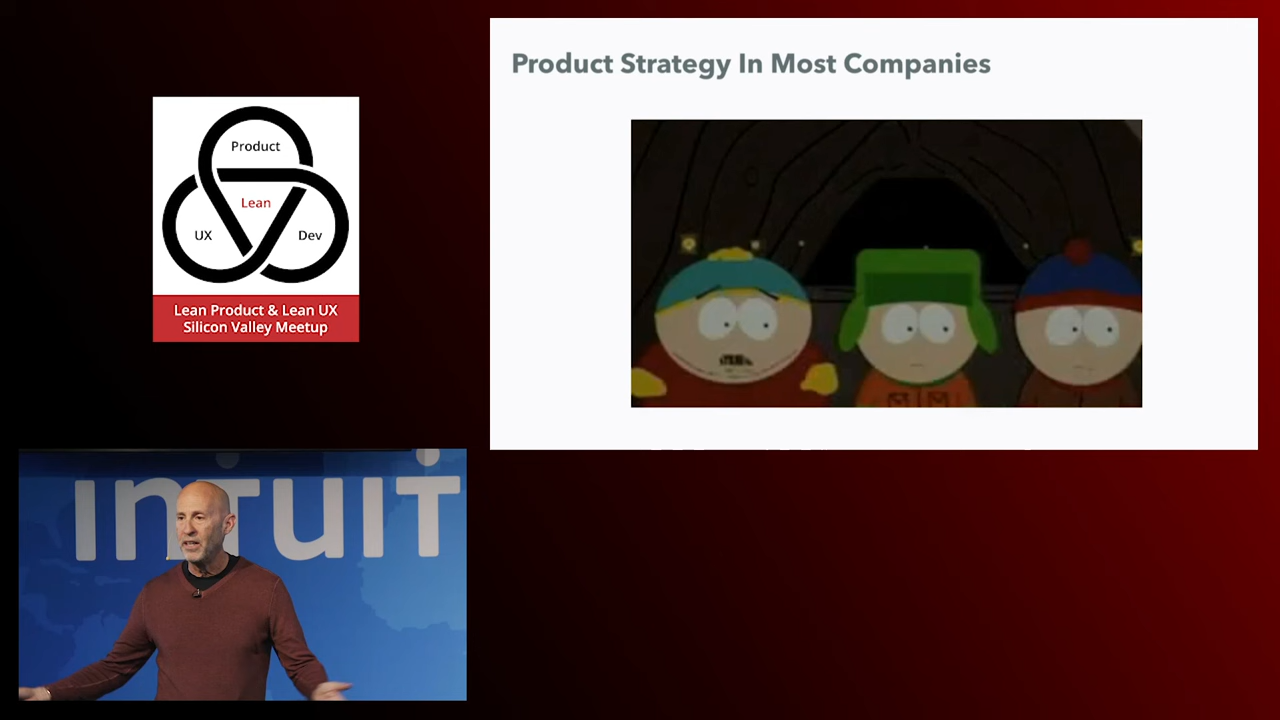 Product Strategy In Most Companies
Product
Lean
UX
Dev
Lean Product & Lean UX
Silicon Valley Meetup
intuit